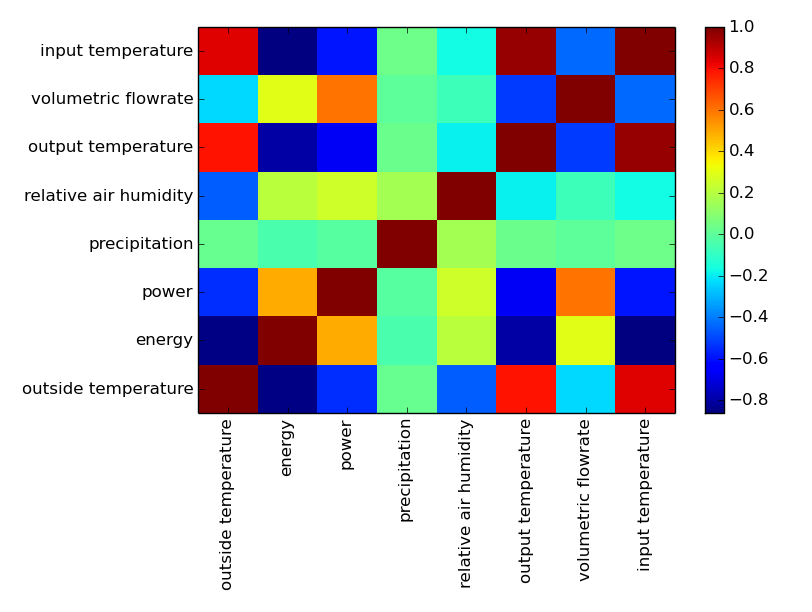 input temperature
volumetric flowrate
output temperature
relative air humidity
precipitation
power
energy
outside temperature
outside temperature
energy
power
precipitation
relative air humidity
output temperature
volumetric flowrate
input temperature
1.0
0.8
0.6
0.4
0.2
0.0
−0.2
−0.4
−0.6
−0.8